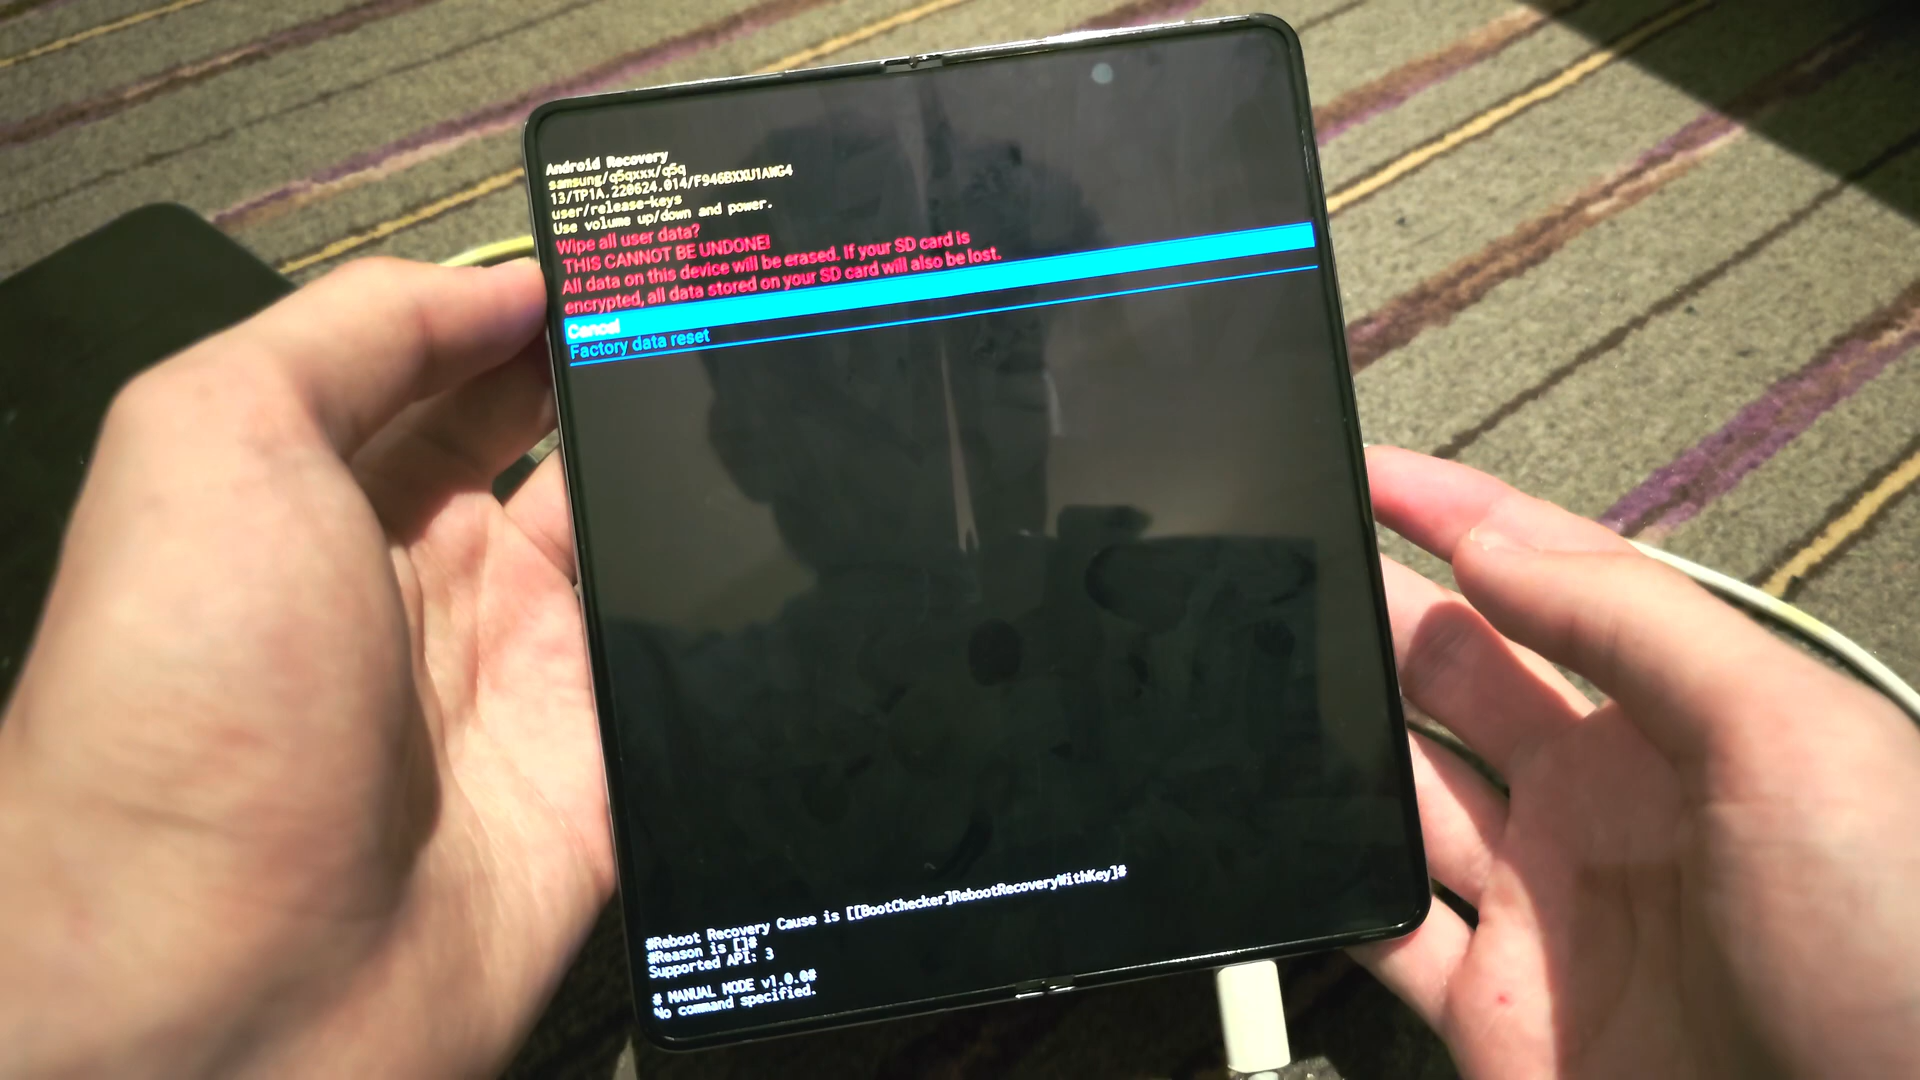 Android Recovery
samsung/q5qxxx/q5q
13/TP1A.220624.014/F946BXXU1AWG4
user/release-keys
Use volume up/down and power.
Wipe all user data?
THIS CANNOT BE UNDONE!
All data on this device will be erased. If your SD card is
encrypted, all data stored on your SD card will also be lost.
Cancel
Factory data reset
#Reboot Recovery Cause is [[BootChecker]RebootRecoveryWithKey]#
#Reason is []#
Supported API: 3
# MANUAL MODE v1.0.0#
No command specified.